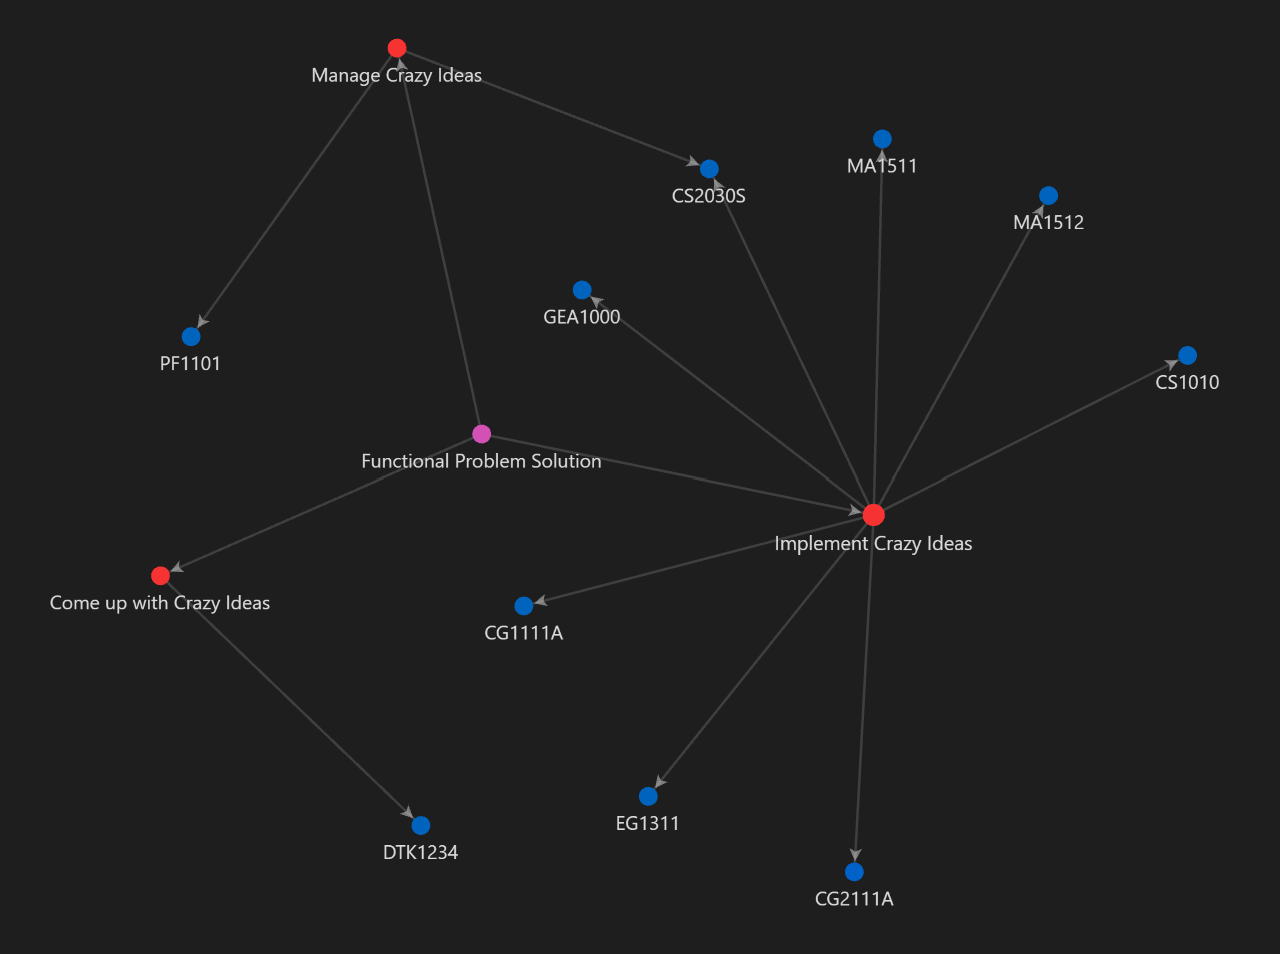 Manage Crazy Ideas
MA1511
CS2030S
MA1512
GEA1000
PF1101
CS1010
Functional Problem Solution
Implement Crazy Ideas
Come up with Crazy Ideas
CG1111A
EG1311
DTK1234
CG2111A